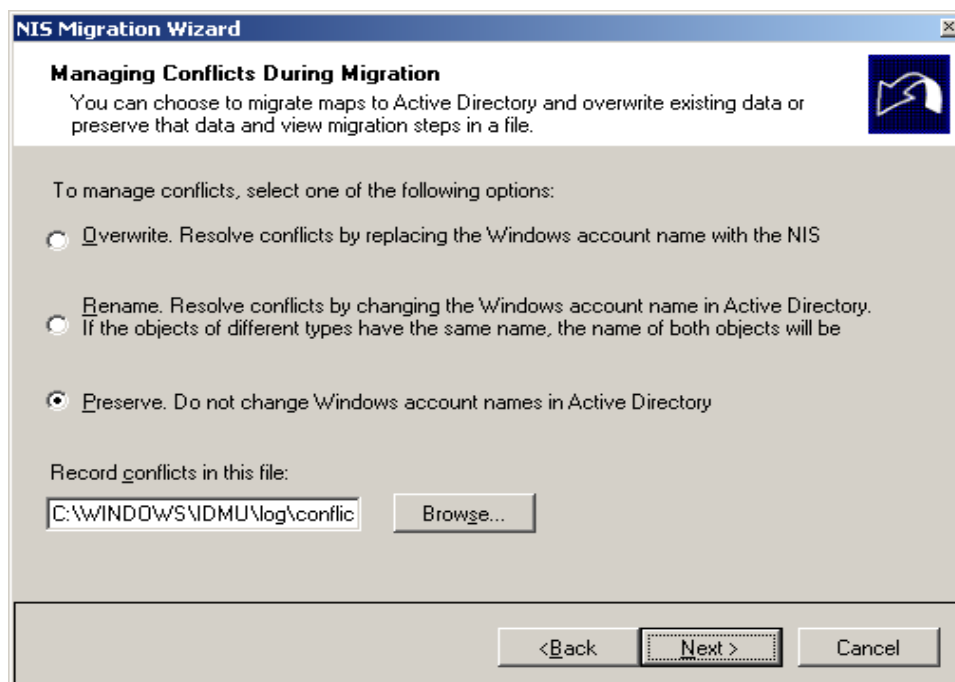 NIS Migration Wizard
Managing Conflicts During Migration
You can choose to migrate maps to Active Directory and overwrite existing data or
preserve that data and view migration steps in a file.
To manage conflicts, select one of the following options:
Overwrite. Resolve conflicts by replacing the Windows account name with the NIS
Rename. Resolve conflicts by changing the Windows account name in Active Directory.
If the objects of different types have the same name, the name of both objects will be
Preserve. Do not change Windows account names in Active Directory
Record conflicts in this file:
C:\WINDOWS\IDMU\log\conflic
Browse...
<Back
Next >
Cancel